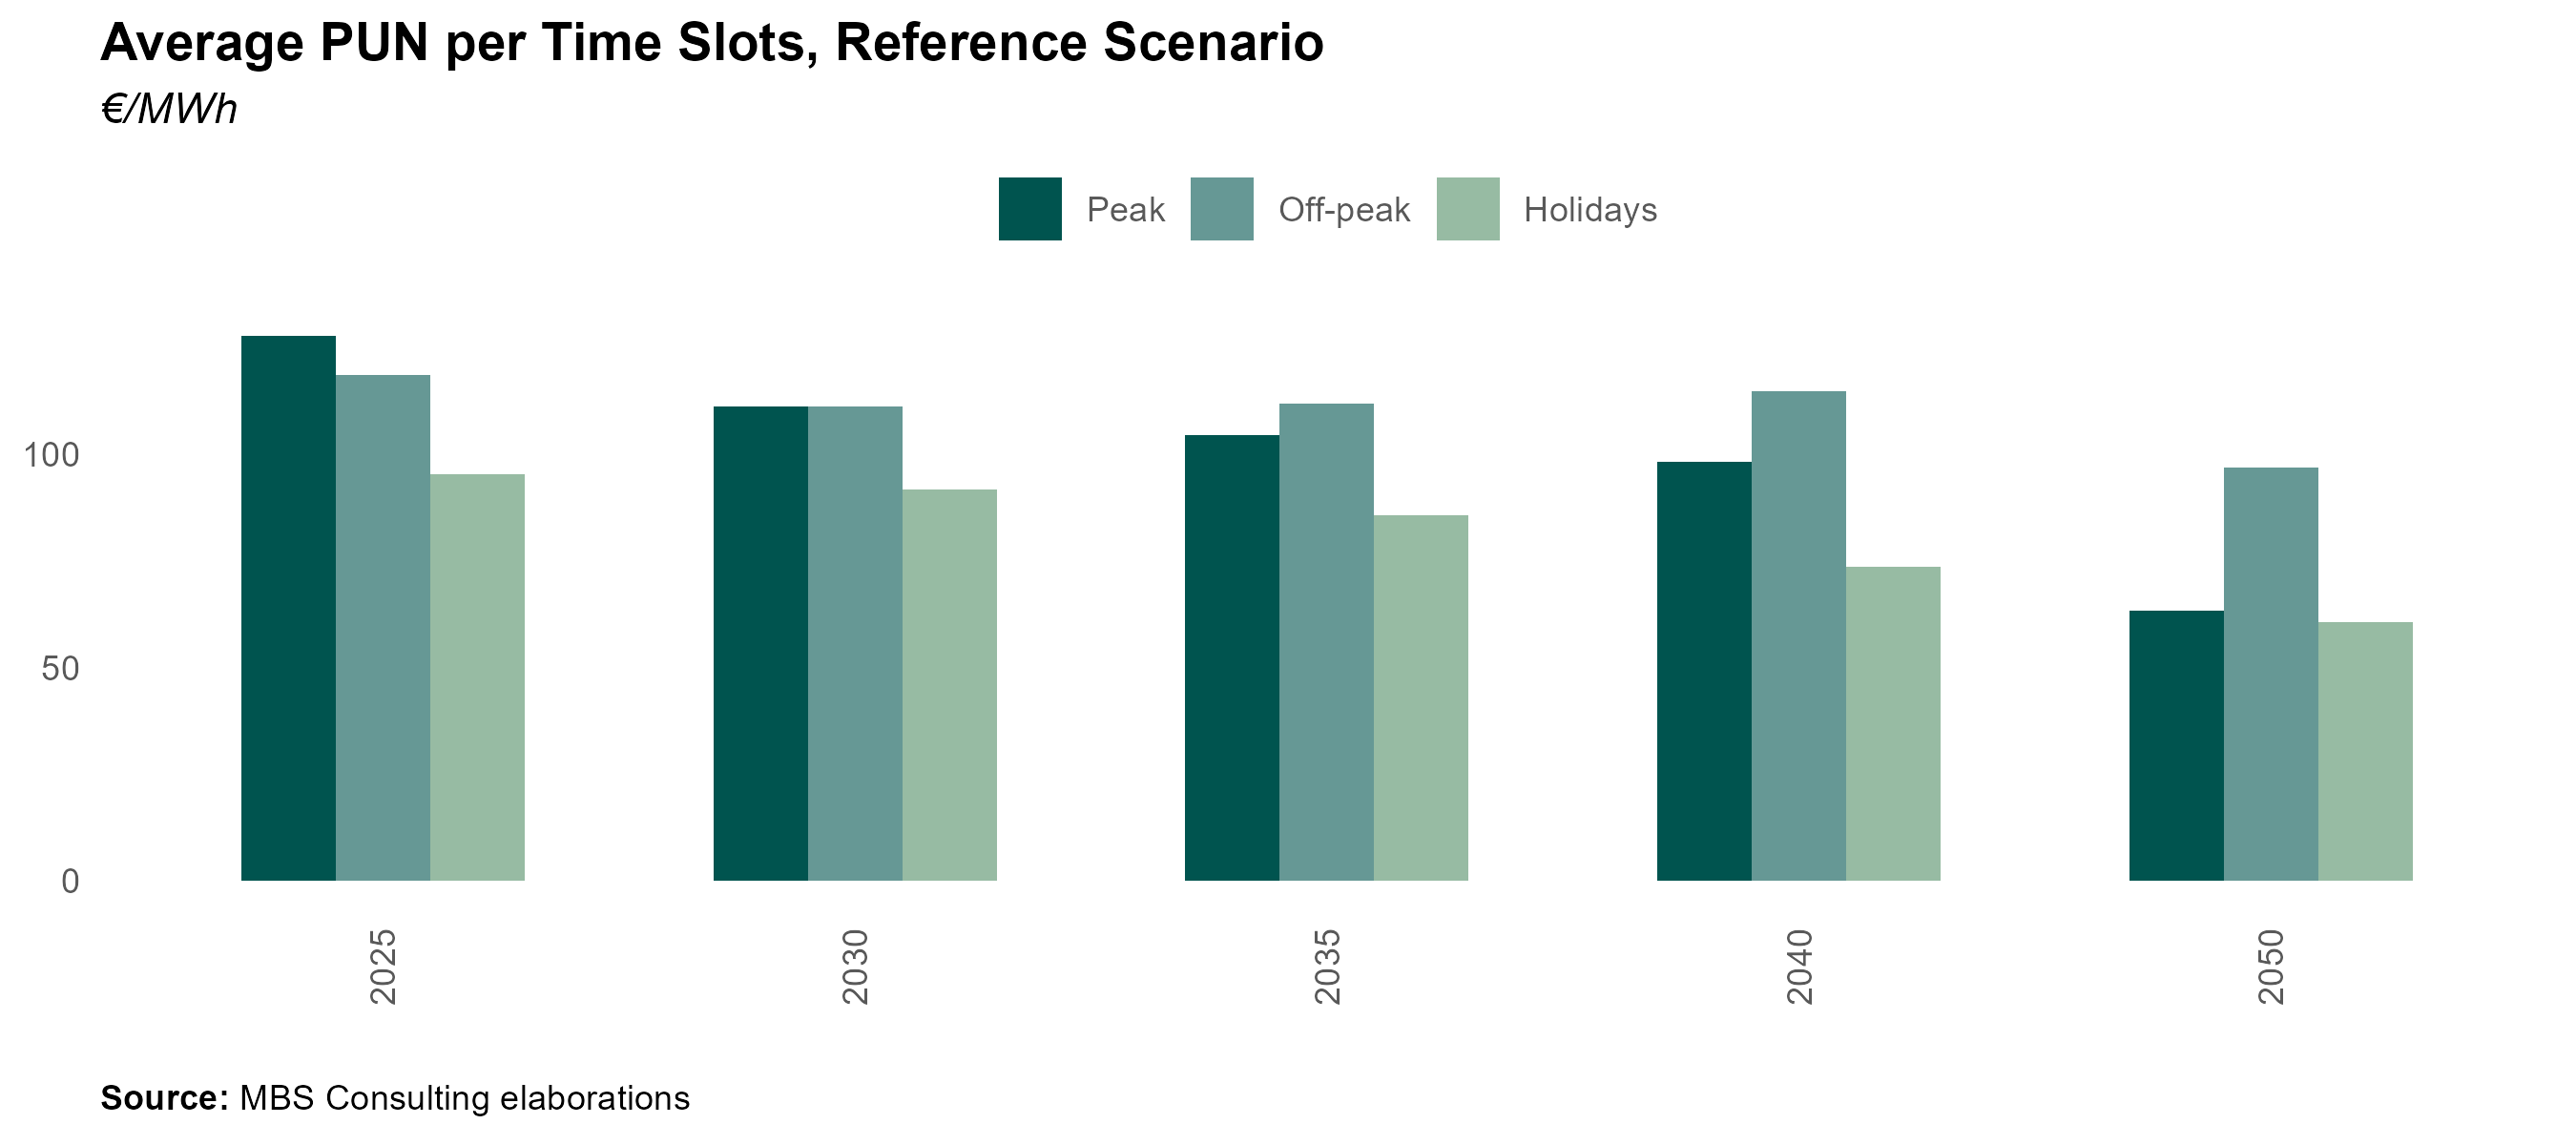 Average PUN per Time Slots, Reference Scenario
€/MWh
Peak Off-peak Holidays
100
50
0
2025 2030 2035 2040 2050
Source: MBS Consulting elaborations